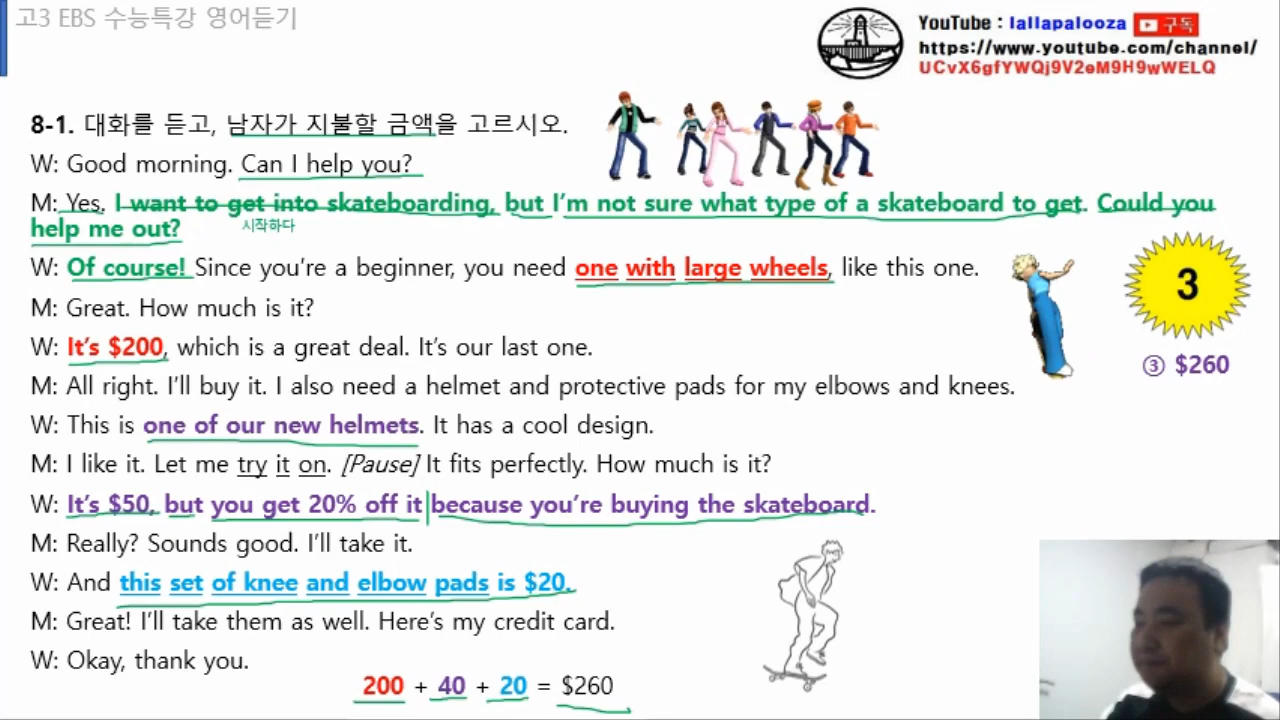 고3 EBS 수능특강 영어듣기
YouTube : lallapalooza 구독
https://www.youtube.com/channel/
UCvX6gfYWQj9V2eM9H9wWELQ
8-1. 대화를 듣고, 남자가 지불할 금액을 고르시오.
W: Good morning. Can I help you?
M: Yes. I want to get into skateboarding, but I'm not sure what type of a skateboard to get. Could you
help me out?
시작하다
W: Of course! Since you're a beginner, you need one with large wheels, like this one.
M: Great. How much is it?
W: It's $200, which is a great deal. It's our last one.
M: All right. I'll buy it. I also need a helmet and protective pads for my elbows and knees.
W: This is one of our new helmets. It has a cool design.
M: I like it. Let me try it on. [Pause] It fits perfectly. How much is it?
W: It's $50, but you get 20% off it because you're buying the skateboard.
M: Really? Sounds good. I'll take it.
W: And this set of knee and elbow pads is $20.
M: Great! I'll take them as well. Here's my credit card.
W: Okay, thank you.
200 + 40 + 20 = $260
3
③ $260